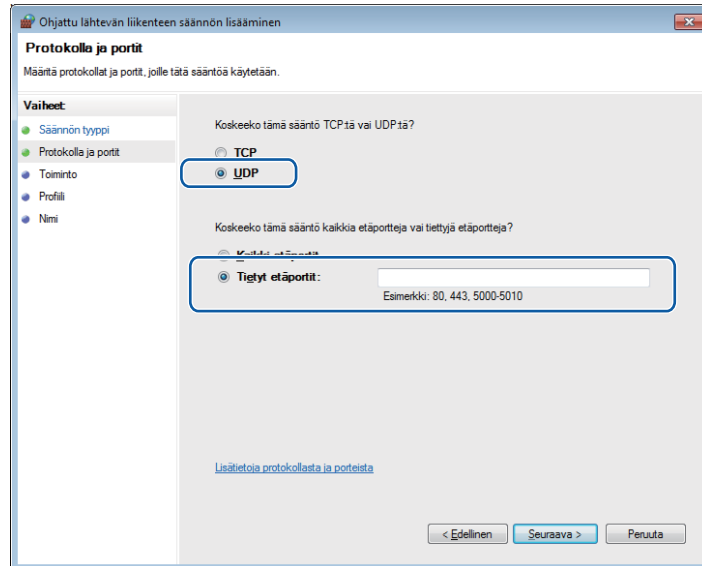 Ohjattu lähtevän liikenteen säännön lisääminen
Protokolla ja portit
Määritä protokollat ja portit, joille tätä sääntöä käytetään.
Vaiheet:
Säännön tyyppi
Protokolla ja portit
Toiminto
Profiili
Nimi
Koskeeko tämä sääntö TCP:tä vai UDP:tä?
TCP
UDP
Koskeeko tämä sääntö kaikkia etäportteja vai tiettyjä etäportteja?
Kaikki etäportit
Tietyt etäportit:
Esimerkki: 80, 443, 5000-5010
Lisätietoja protokollasta ja porteista
< Edellinen Seuraava > Peruuta